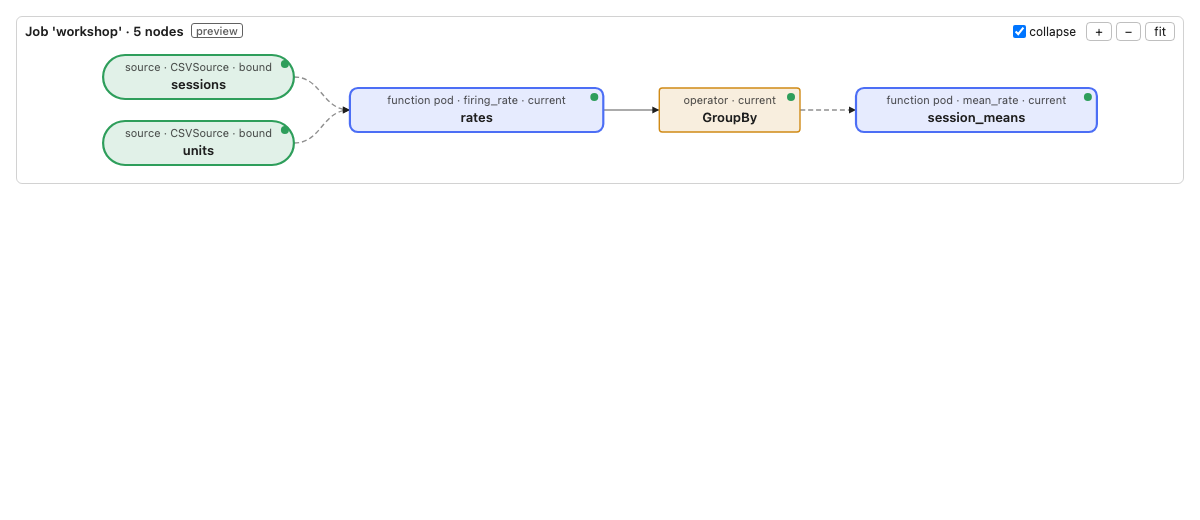 Job 'workshop' · 5 nodes preview
collapse + − fit
source · CSVSource · bound
sessions
source · CSVSource · bound
units
function pod · firing_rate · current
rates
operator · current
GroupBy
function pod · mean_rate · current
session_means